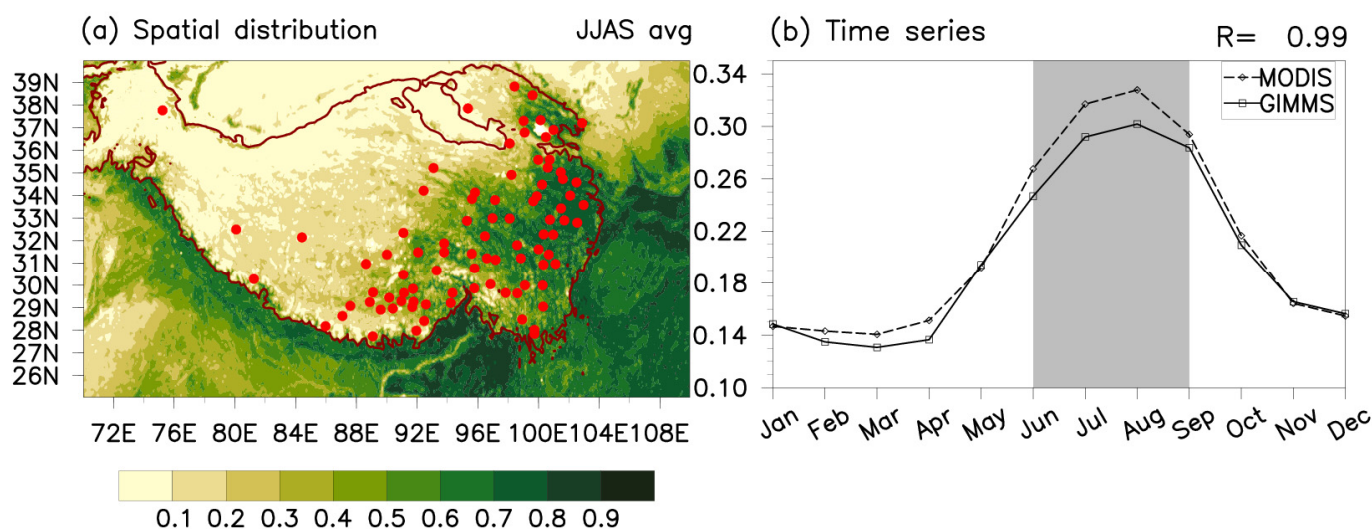 (a) Spatial distribution JJAS avg
39N
38N
37N
36N
35N
34N
33N
32N
31N
30N
29N
28N
27N
26N
72E 76E 80E 84E 88E 92E 96E 100E 104E 108E
0.1 0.2 0.3 0.4 0.5 0.6 0.7 0.8 0.9
(b) Time series R= 0.99
0.34
0.30
0.26
0.22
0.18
0.14
0.10
MODIS
GIMMS
Jan Feb Mar Apr May Jun Jul Aug Sep Oct Nov Dec